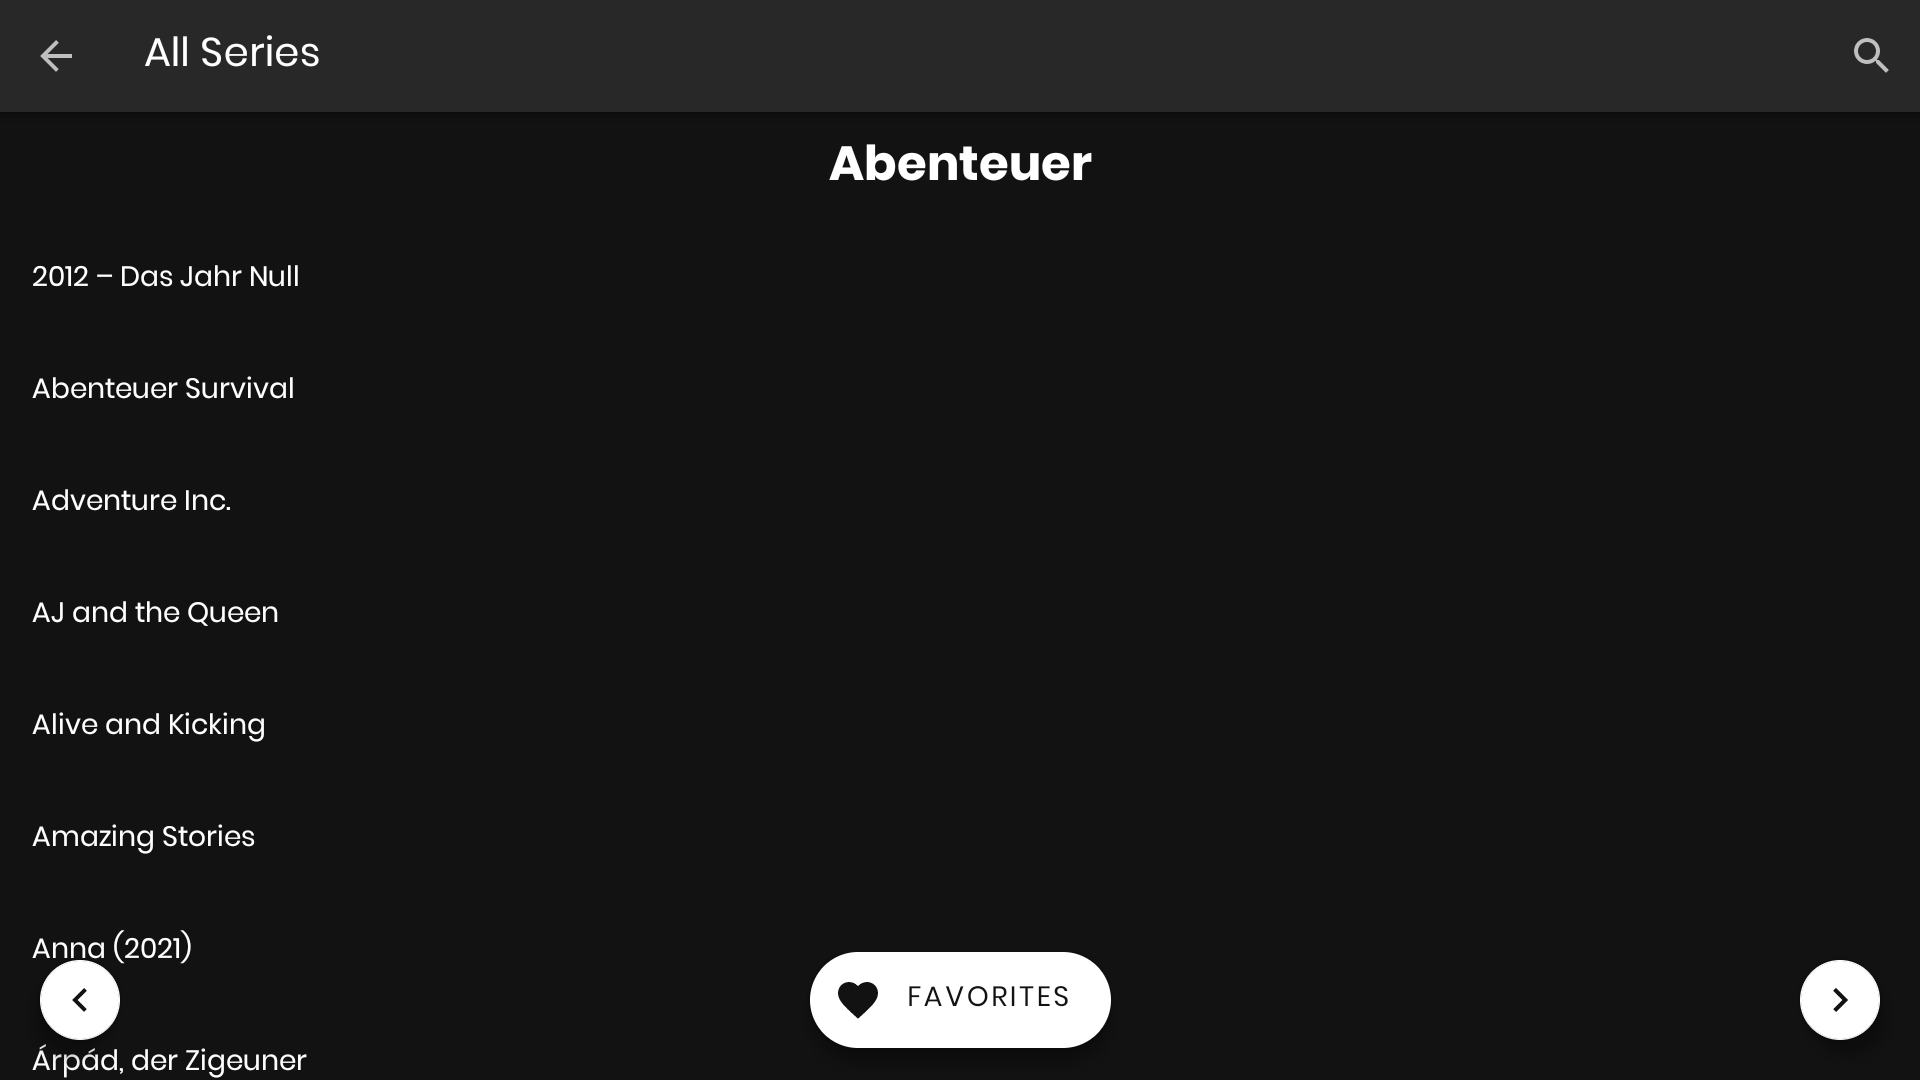 All Series
Abenteuer
2012 – Das Jahr Null
Abenteuer Survival
Adventure Inc.
AJ and the Queen
Alive and Kicking
Amazing Stories
Anna (2021)
FAVORITES
Árpád, der Zigeuner